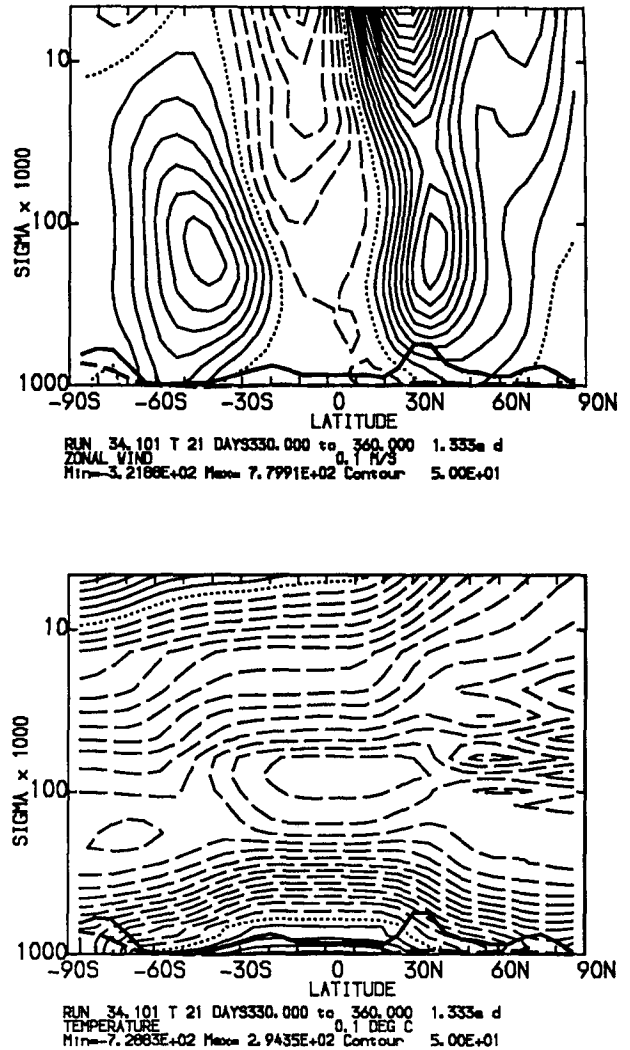 10
100
1000
SIGMA × 1000
-90S -60S -30S 0 30N 60N 90N
LATITUDE
RUN 34.101 T 21 DAYS330.000 to 360.000 1.333e d
ZONAL WIND 0.1 M/S
Min=-3.2188E+02 Max= 7.7991E+02 Contour 5.00E+01
10
100
1000
SIGMA × 1000
-90S -60S -30S 0 30N 60N 90N
LATITUDE
RUN 34.101 T 21 DAYS330.000 to 360.000 1.333e d
TEMPERATURE 0.1 DEG C
Min=-7.2883E+02 Max= 2.9435E+02 Contour 5.00E+01